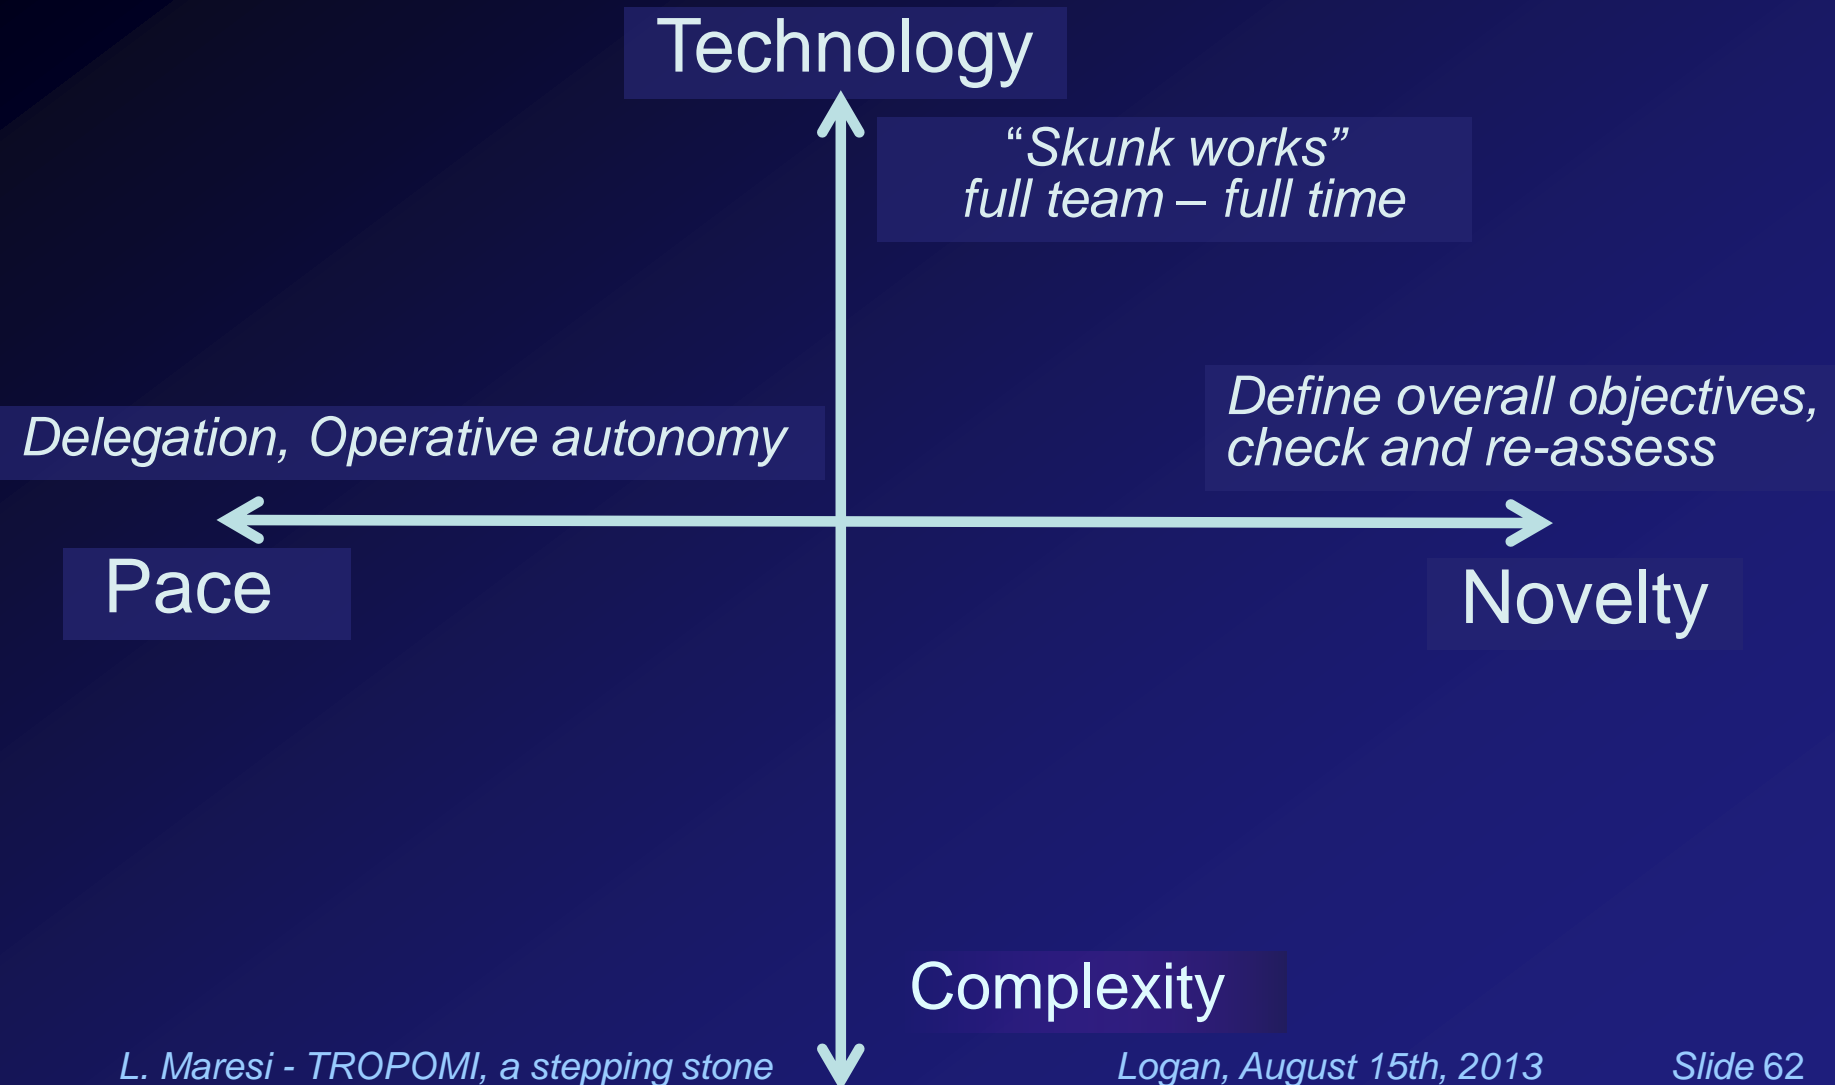 Technology
“Skunk works”
full team – full time
Define overall objectives,
check and re-assess
Delegation, Operative autonomy
Pace
Novelty
Complexity
L. Maresi - TROPOMI, a stepping stone
Logan, August 15th, 2013
Slide 62